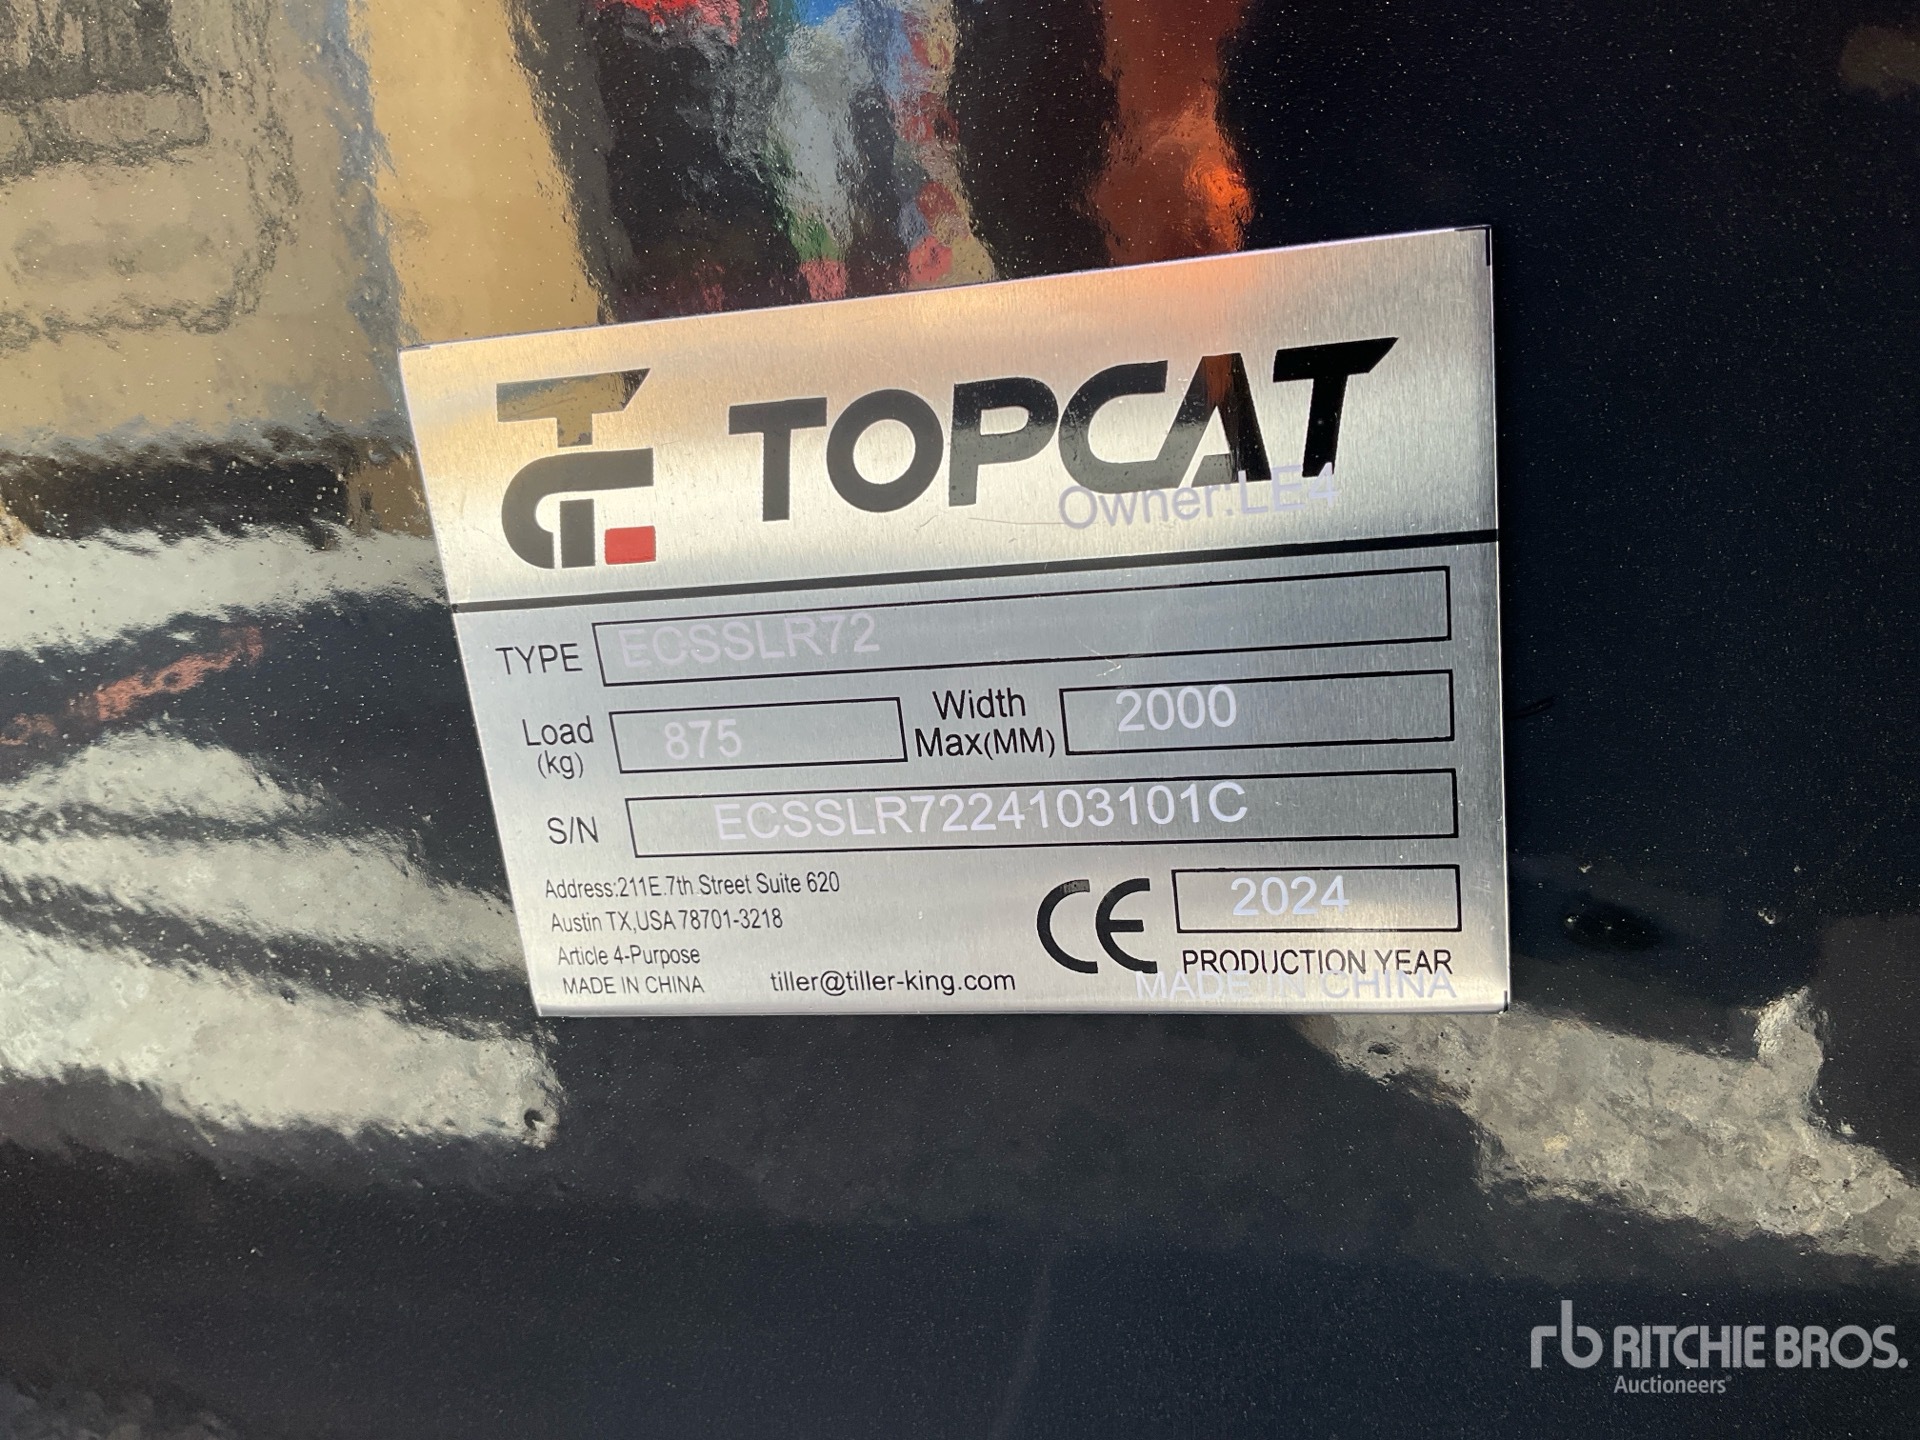 TOPCAT
Owner:LE4
TYPE ECSSLR72
Load (kg) 875 Width Max(MM) 2000
S/N ECSSLR7224103101C
Address:211E.7th Street Suite 620
Austin TX,USA 78701-3218
Article 4-Purpose
MADE IN CHINA tiller@tiller-king.com
CE 2024
PRODUCTION YEAR
MADE IN CHINA
rb RITCHIE BROS.
Auctioneers